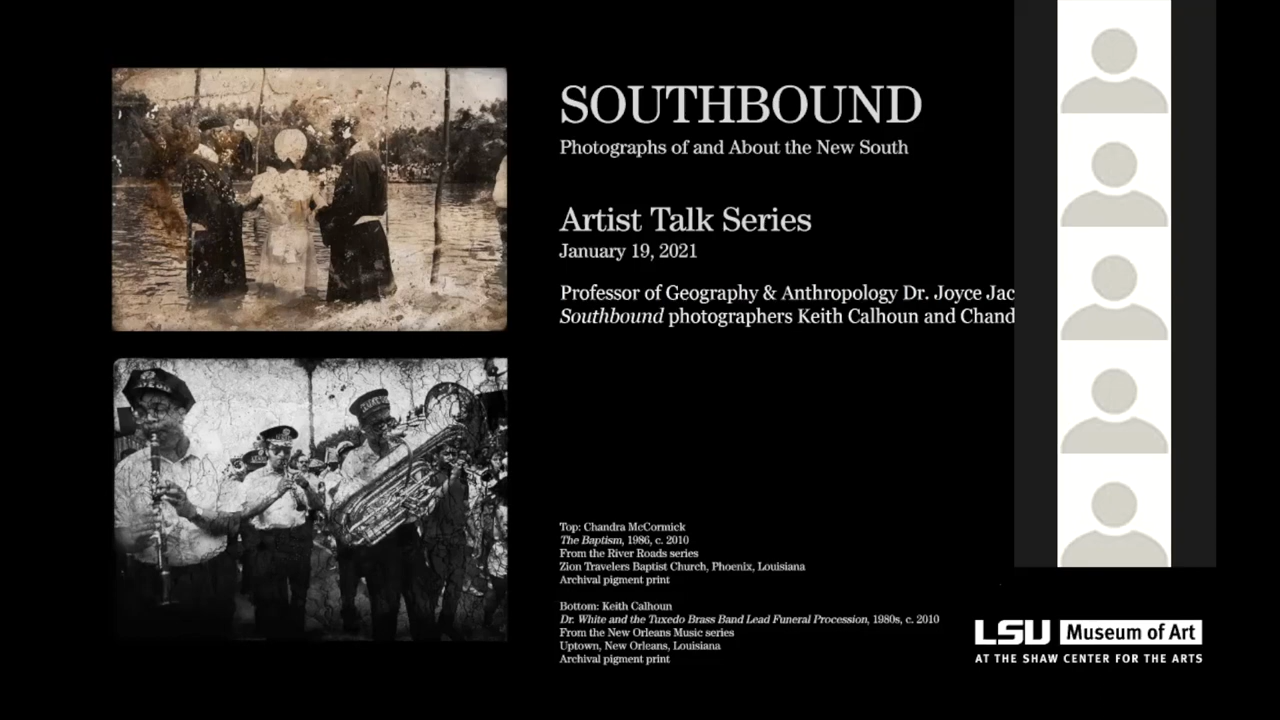 SOUTHBOUND
Photographs of and About the New South
Artist Talk Series
January 19, 2021
Professor of Geography & Anthropology Dr. Joyce Jac
Southbound photographers Keith Calhoun and Chand
Top: Chandra McCormick
The Baptism, 1986, c. 2010
From the River Roads series
Zion Travelers Baptist Church, Phoenix, Louisiana
Archival pigment print
Bottom: Keith Calhoun
Dr. White and the Tuxedo Brass Band Lead Funeral Procession, 1980s, c. 2010
From the New Orleans Music series
Uptown, New Orleans, Louisiana
Archival pigment print
LSU Museum of Art
AT THE SHAW CENTER FOR THE ARTS